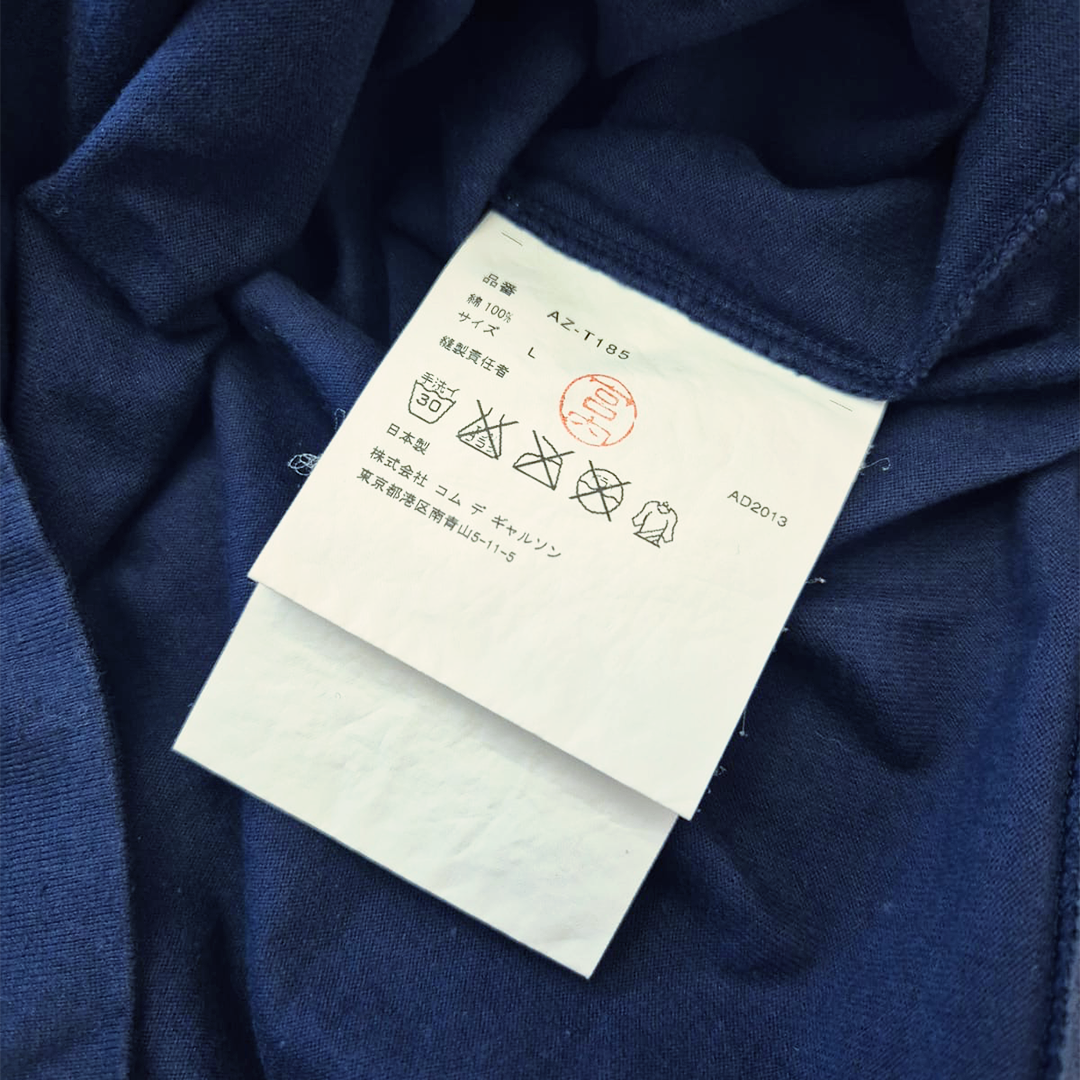 品番 AZ-T185
綿 100%
サイズ L
縫製責任者
手洗イ
30
日本製
株式会社 コム デ ギャルソン
東京都港区南青山5-11-5
AD2013